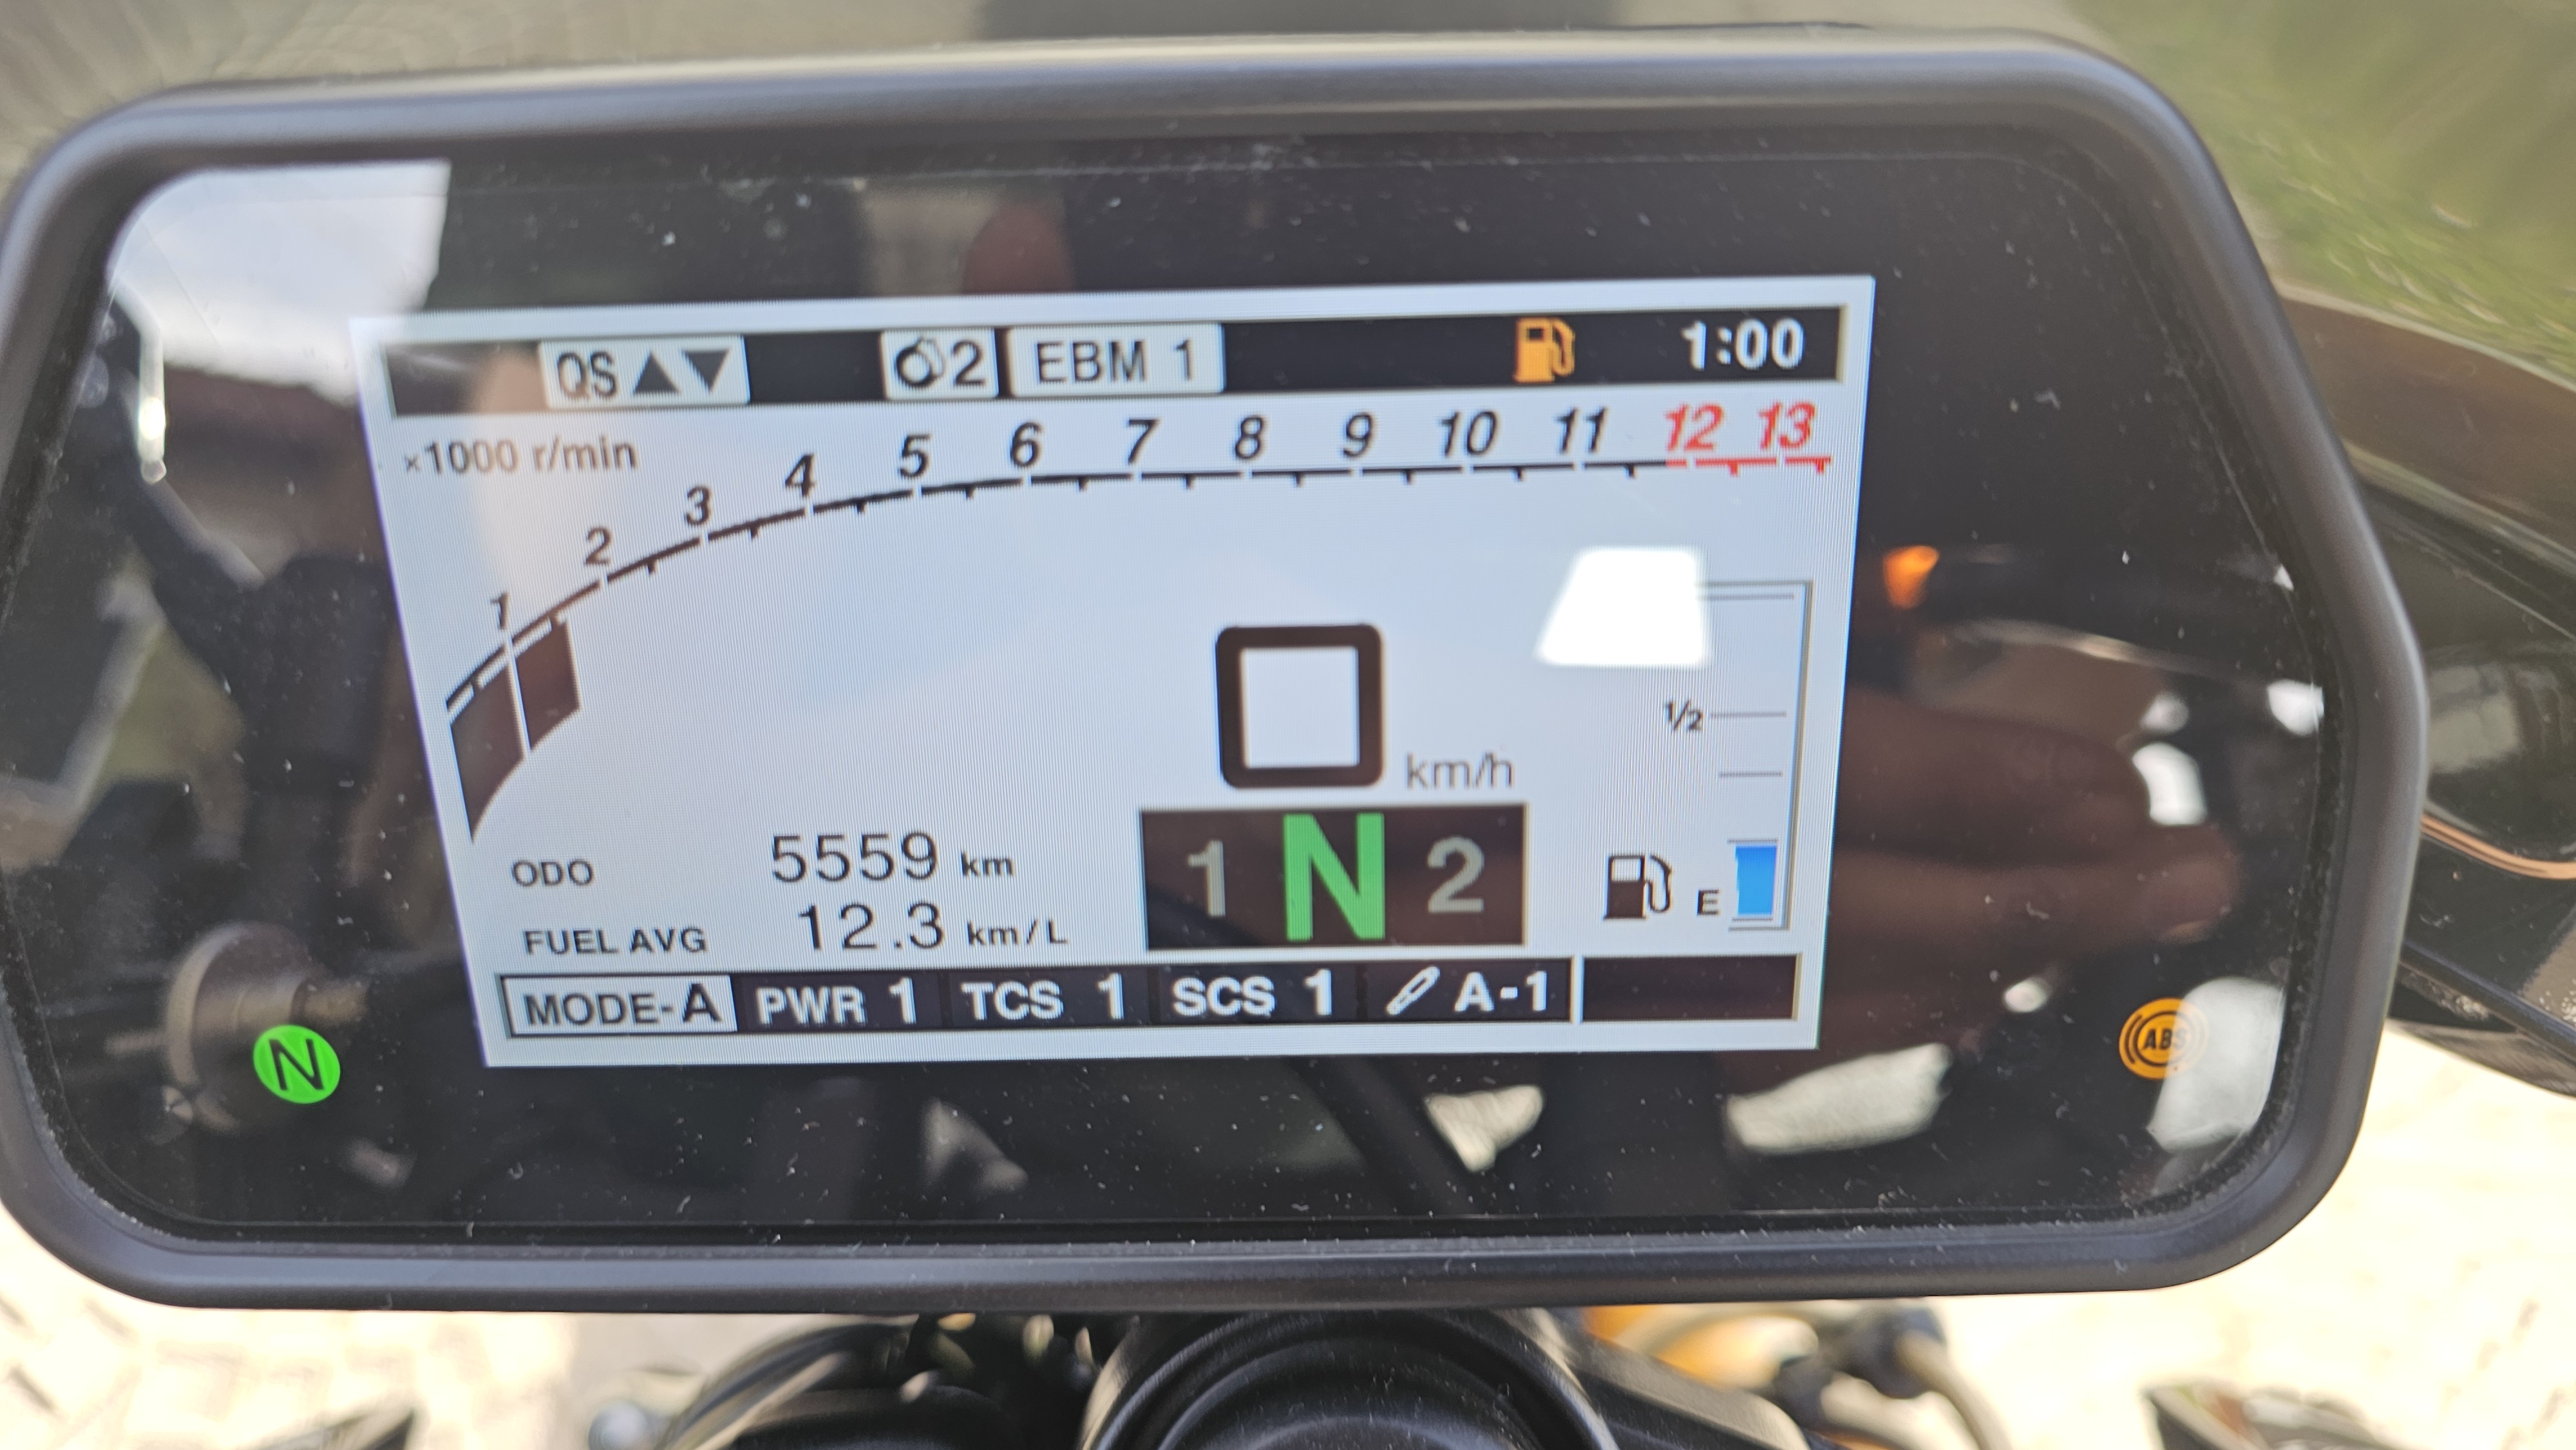 QS ▲▼ 2 EBM 1 1:00
×1000 r/min
1 2 3 4 5 6 7 8 9 10 11 12 13
0 km/h
1/2
1 N 2
E
ODO 5559 km
FUEL AVG 12.3 km/L
MODE-A PWR 1 TCS 1 SCS 1 A-1
N
ABS